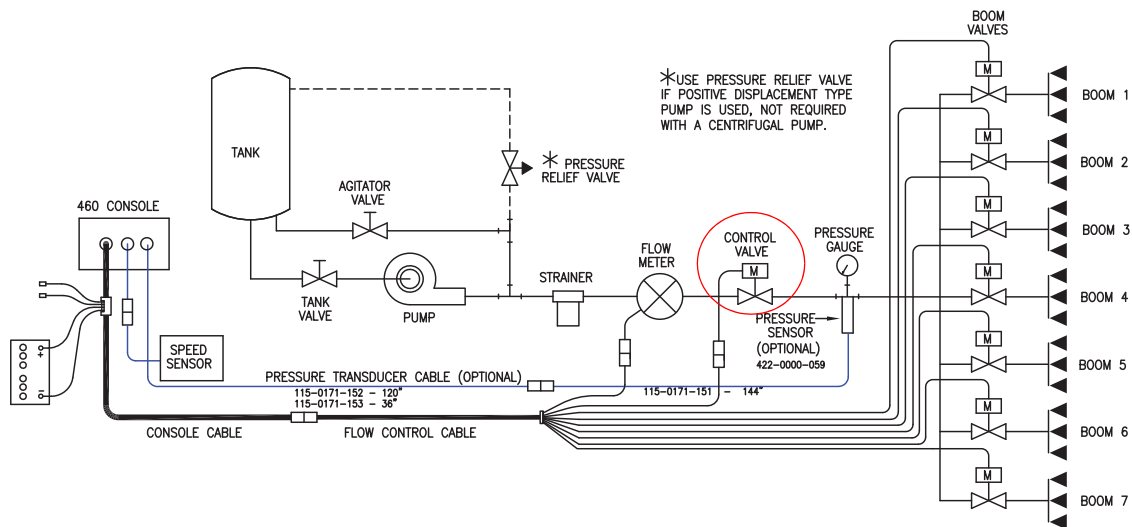 BOOM
VALVES
M
BOOM 1
✳USE PRESSURE RELIEF VALVE
IF POSITIVE DISPLACEMENT TYPE
PUMP IS USED, NOT REQUIRED
WITH A CENTRIFUGAL PUMP.
M
BOOM 2
TANK
✳ PRESSURE
RELIEF VALVE
AGITATOR
VALVE
460 CONSOLE
M
BOOM 3
FLOW
METER
CONTROL
VALVE
M
PRESSURE
GAUGE
STRAINER
M
BOOM 4
TANK
VALVE
PUMP
PRESSURE
SENSOR
(OPTIONAL)
422-0000-059
SPEED
SENSOR
+
−
M
BOOM 5
PRESSURE TRANSDUCER CABLE (OPTIONAL)
115-0171-152 - 120"
115-0171-153 - 36"
115-0171-151 - 144"
CONSOLE CABLE
FLOW CONTROL CABLE
M
BOOM 6
M
BOOM 7